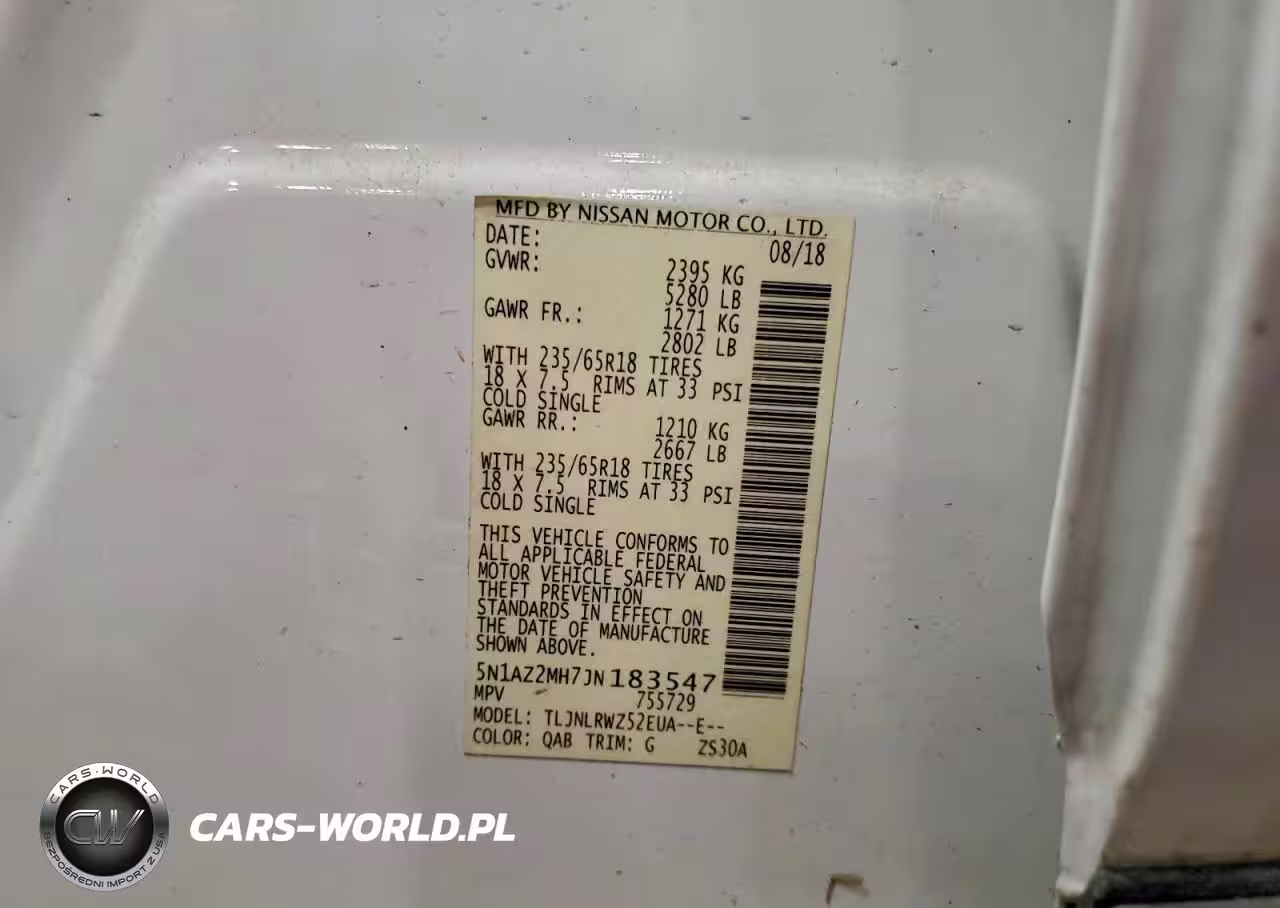 MFD BY NISSAN MOTOR CO., LTD.
DATE: 08/18
GVWR: 2395 KG
5280 LB
GAWR FR.: 1271 KG
2802 LB
WITH 235/65R18 TIRES
18 X 7.5 RIMS AT 33 PSI
COLD SINGLE
GAWR RR.: 1210 KG
2667 LB
WITH 235/65R18 TIRES
18 X 7.5 RIMS AT 33 PSI
COLD SINGLE
THIS VEHICLE CONFORMS TO
ALL APPLICABLE FEDERAL
MOTOR VEHICLE SAFETY AND
THEFT PREVENTION
STANDARDS IN EFFECT ON
THE DATE OF MANUFACTURE
SHOWN ABOVE.
5N1AZ2MH7JN183547
MPV 755729
MODEL: TLJNLRWZ52EUA--E--
COLOR: QAB TRIM: G ZS30A
CARS-WORLD
CW
BEZPOŚREDNI IMPORT Z USA
CARS-WORLD.PL